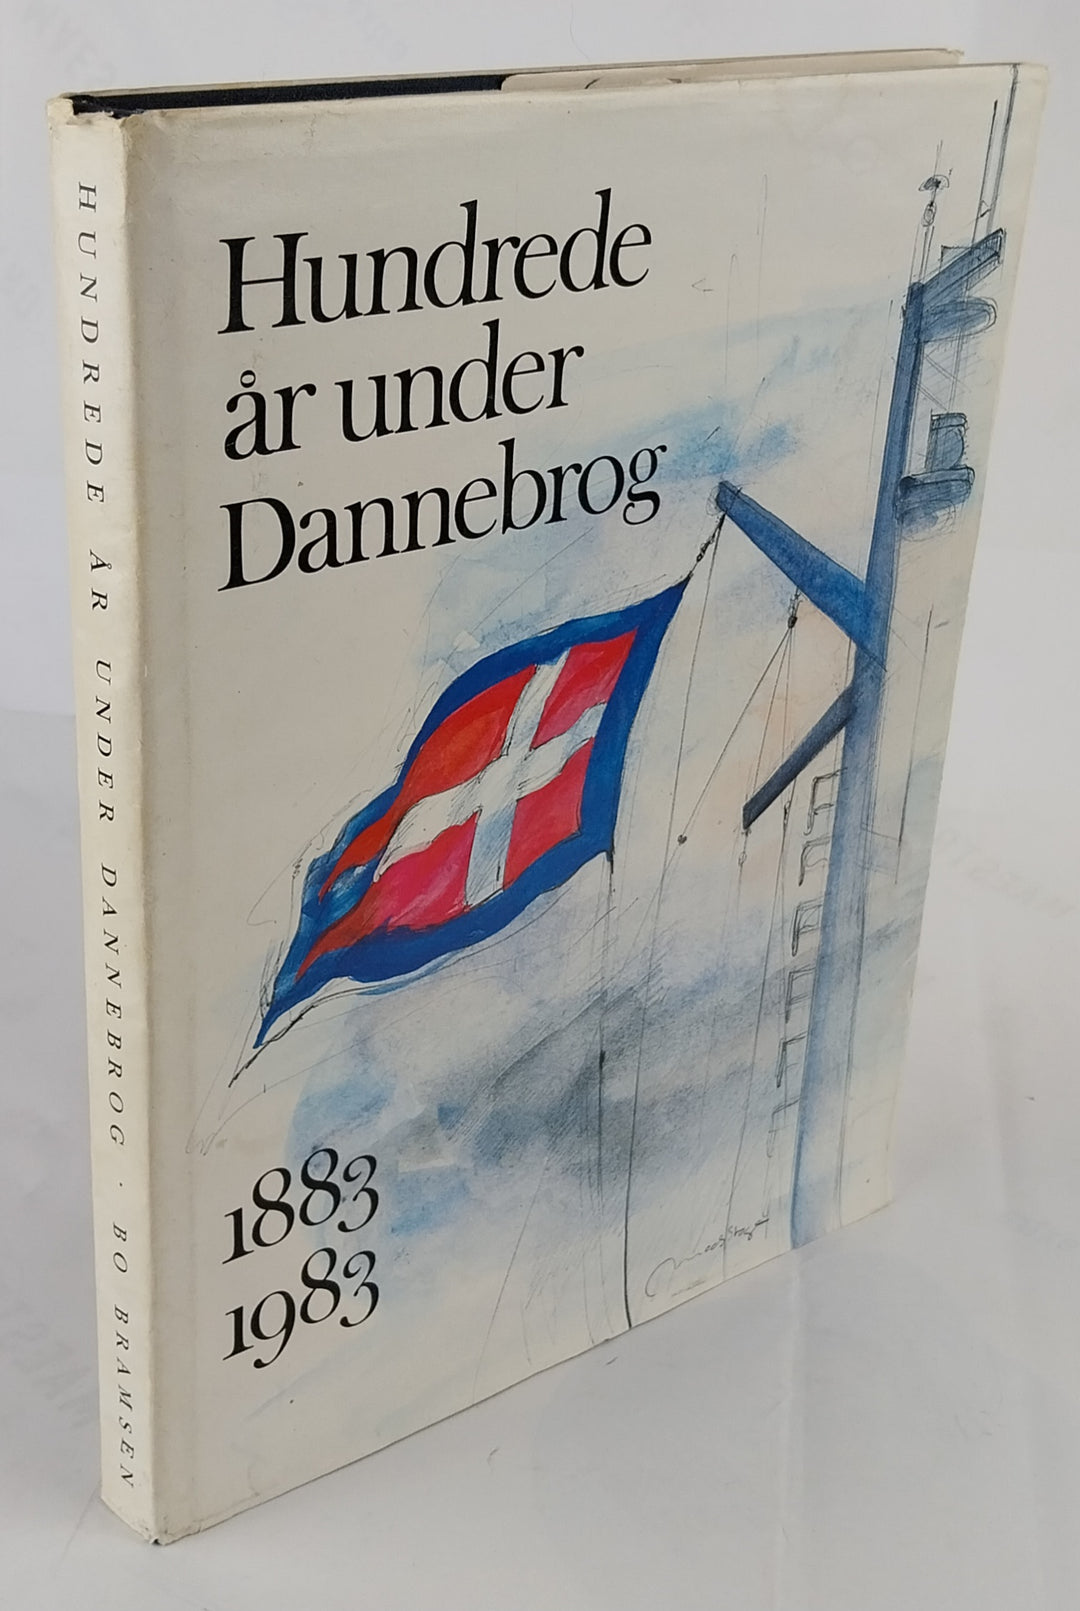 Hundrede
år under
Dannebrog
1883
1983
HUNDREDE ÅR UNDER DANNEBROG · BO BRAMSEN